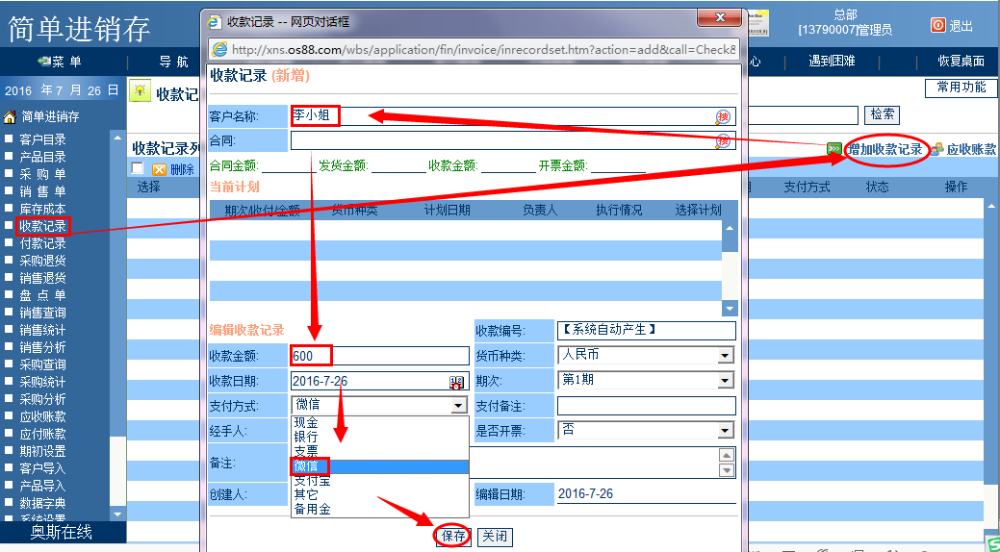 简单进销存
收款记录 -- 网页对话框
http://xns.os88.com/wbs/application/fin/invoice/inrecordset.htm?action=add&call=Check&
总部
[13790007]管理员
退出
菜 单
导 航
心
遇到困难
恢复桌面
2016 年 7 月 26 日
收款记
常用功能
检索
简单进销存
客户目录
产品目录
采 购 单
销 售 单
库存成本
收款记录
付款记录
采购退货
销售退货
盘 点 单
销售查询
销售统计
销售分析
采购查询
采购统计
采购分析
应收账款
应付账款
期初设置
客户导入
产品导入
数据字典
系统设置
奥斯在线
收款记录列
增加收款记录
应收账款
删除
选择
支付方式
状态
操作
收款记录 (新增)
客户名称:
李小姐
合同:
合同金额:
发货金额:
收款金额:
开票金额:
当前计划
期次/收付/金额
货币种类
计划日期
负责人
执行情况
选择计划
编辑收款记录
收款编号:
【系统自动产生】
收款金额:
600
货币种类:
人民币
收款日期:
2016-7-26
期次:
第1期
支付方式:
微信
支付备注:
经手人:
现金
银行
支票
微信
支付宝
其它
备用金
是否开票:
否
备注:
创建人:
编辑日期:
2016-7-26
保存
关闭